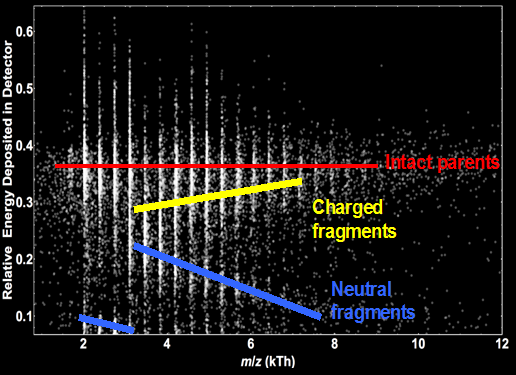 Relative Energy Deposited in Detector
0.6
0.5
0.4
0.3
0.2
0.1
Intact parents
Charged
fragments
Neutral
fragments
2 4 6 8 10 12
m/z (kTh)